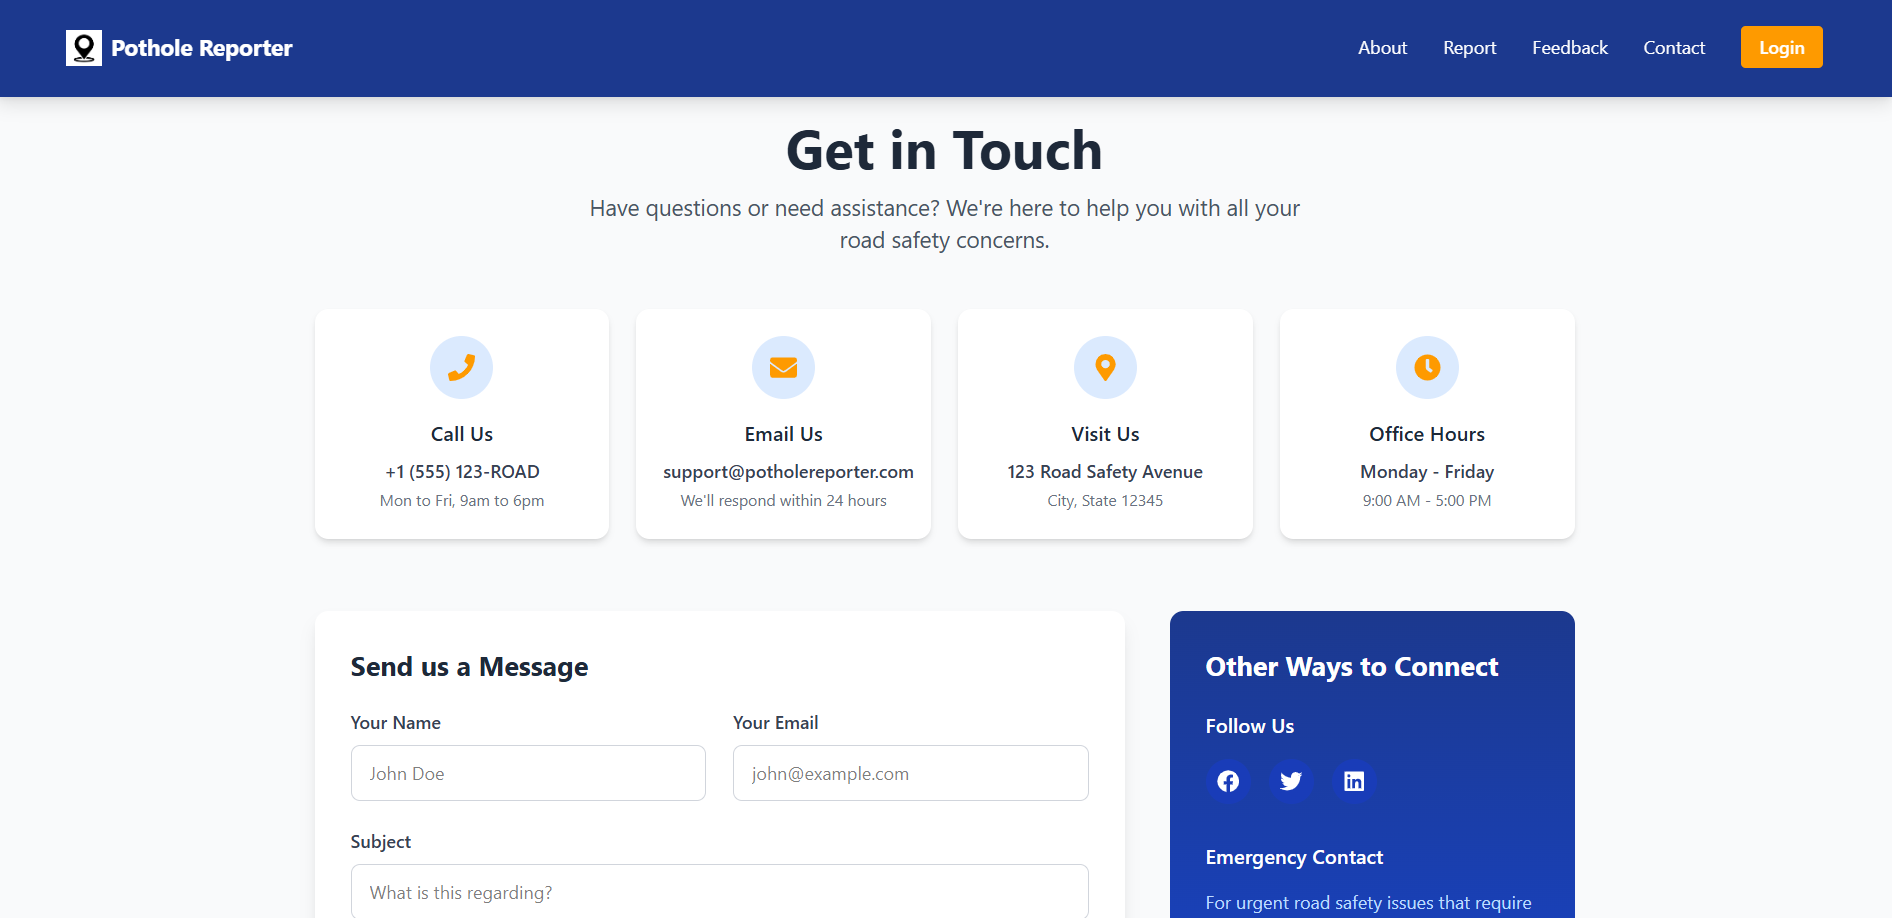 Pothole Reporter
About
Report
Feedback
Contact
Login
Get in Touch
Have questions or need assistance? We're here to help you with all your
road safety concerns.
Call Us
+1 (555) 123-ROAD
Mon to Fri, 9am to 6pm
Email Us
support@potholereporter.com
We'll respond within 24 hours
Visit Us
123 Road Safety Avenue
City, State 12345
Office Hours
Monday - Friday
9:00 AM - 5:00 PM
Send us a Message
Your Name
John Doe
Your Email
john@example.com
Subject
What is this regarding?
Other Ways to Connect
Follow Us
Emergency Contact
For urgent road safety issues that require